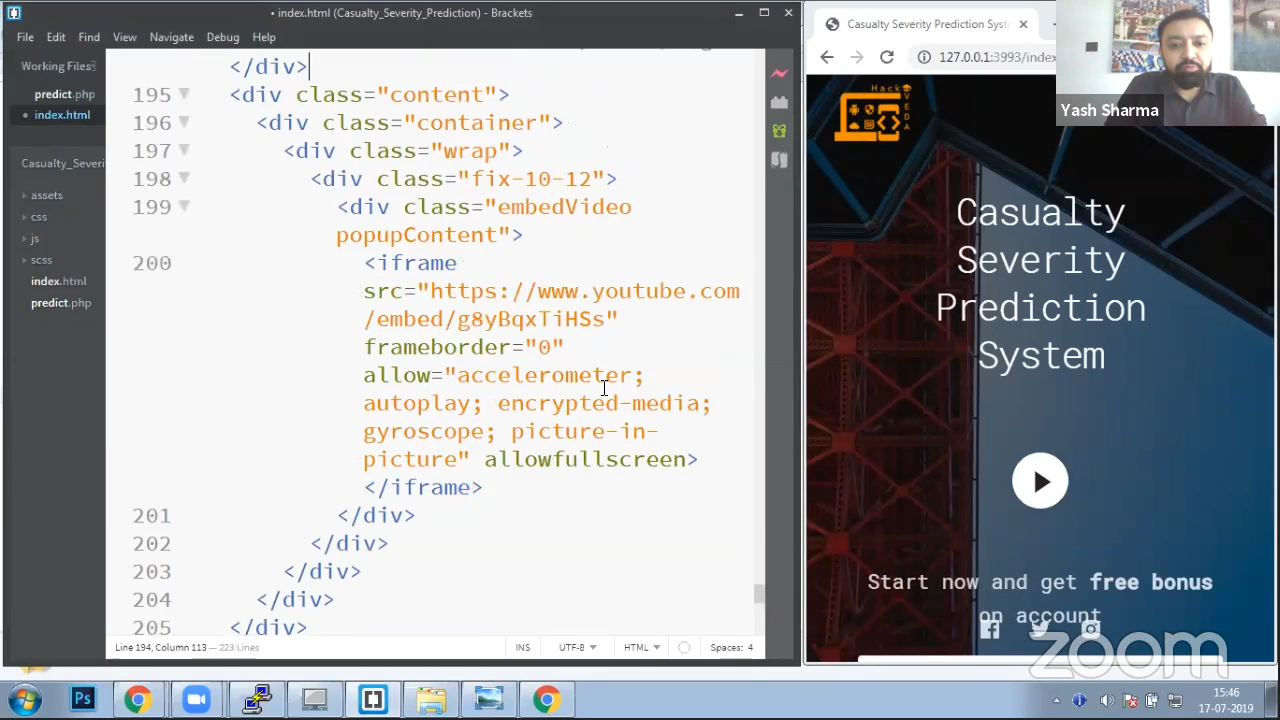 • index.html (Casualty_Severity_Prediction) - Brackets
File Edit Find View Navigate Debug Help
Working Files
predict.php
• index.html
Casualty_Severi
assets
css
js
scss
index.html
predict.php
</div>
195 <div class="content">
196 <div class="container">
197 <div class="wrap">
198 <div class="fix-10-12">
199 <div class="embedVideo
popupContent">
200 <iframe
src="https://www.youtube.com
/embed/g8yBqxTiHSs"
frameborder="0"
allow="accelerometer;
autoplay; encrypted-media;
gyroscope; picture-in-
picture" allowfullscreen>
</iframe>
201 </div>
202 </div>
203 </div>
204 </div>
205 </div>
Line 194, Column 113 — 223 Lines
INS UTF-8 HTML Spaces: 4
Casualty Severity Prediction Syst
127.0.0.1:3993/index
Yash Sharma
Hack
VEDA
Casualty
Severity
Prediction
System
Start now and get free bonus
on account
zoom
Ps
15:46
17-07-2019